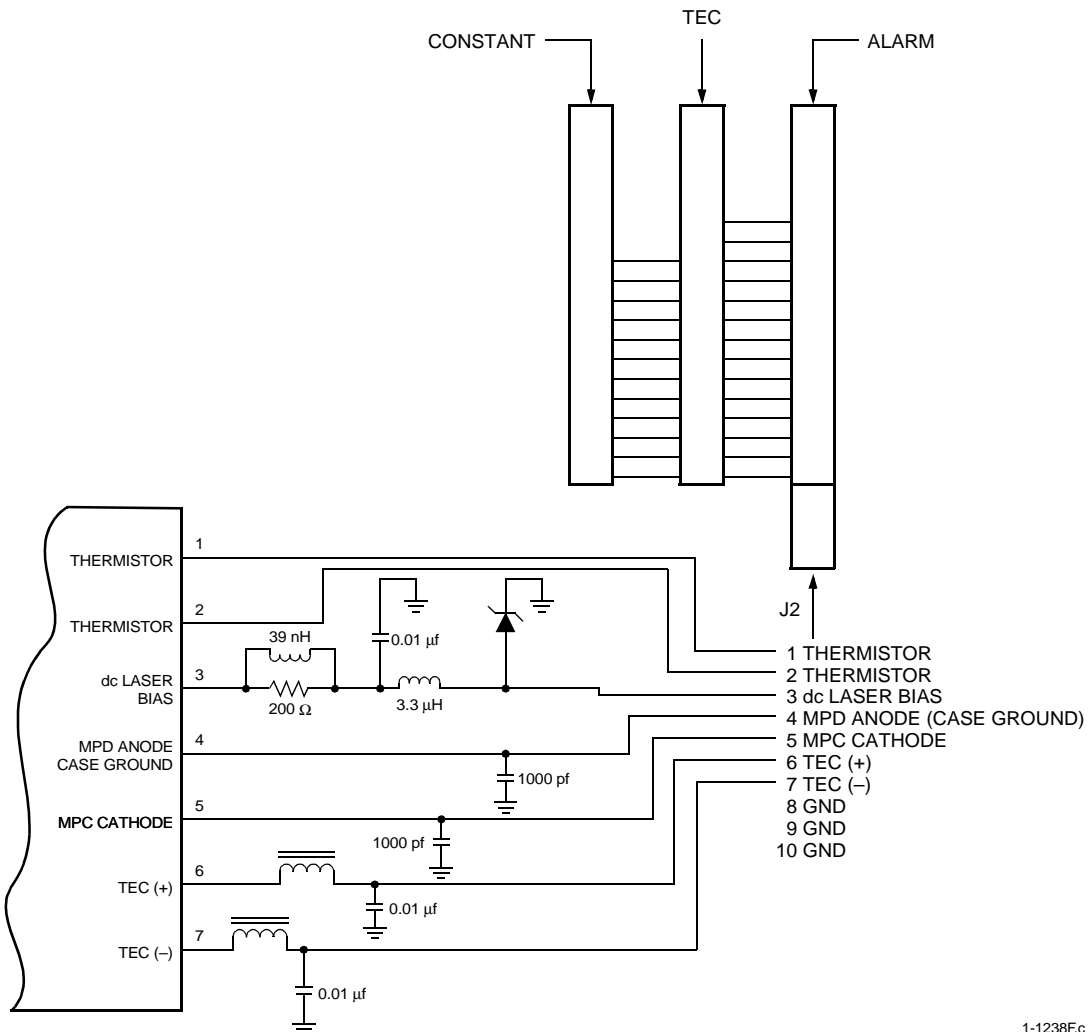 TEC
CONSTANT
ALARM
J2
THERMISTOR
1
THERMISTOR
2
39 nH
0.01 μf
dc LASER
BIAS
3
200 Ω
3.3 μH
MPD ANODE
CASE GROUND
4
1000 pf
MPC CATHODE
5
1000 pf
TEC (+)
6
0.01 μf
TEC (–)
7
0.01 μf
1 THERMISTOR
2 THERMISTOR
3 dc LASER BIAS
4 MPD ANODE (CASE GROUND)
5 MPC CATHODE
6 TEC (+)
7 TEC (–)
8 GND
9 GND
10 GND
1-1238F.c